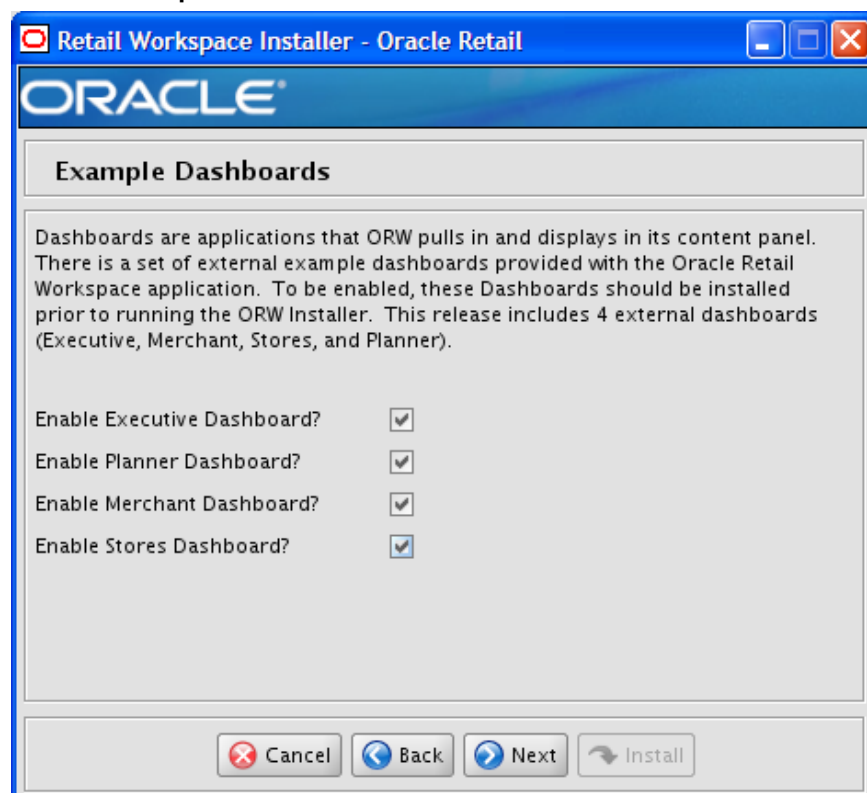 Retail Workspace Installer - Oracle Retail
ORACLE®
Example Dashboards
Dashboards are applications that ORW pulls in and displays in its content panel.
There is a set of external example dashboards provided with the Oracle Retail
Workspace application. To be enabled, these Dashboards should be installed
prior to running the ORW Installer. This release includes 4 external dashboards
(Executive, Merchant, Stores, and Planner).
Enable Executive Dashboard?
Enable Planner Dashboard?
Enable Merchant Dashboard?
Enable Stores Dashboard?
Cancel Back Next Install